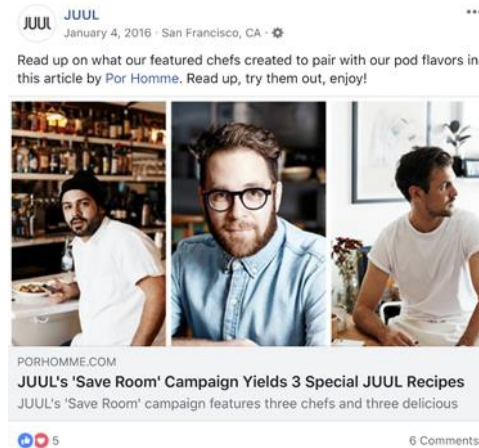 JUUL
JUUL
January 4, 2016 · San Francisco, CA ·
Read up on what our featured chefs created to pair with our pod flavors in
this article by Por Homme. Read up, try them out, enjoy!
PORHOMME.COM
JUUL's 'Save Room' Campaign Yields 3 Special JUUL Recipes
JUUL's 'Save Room' campaign features three chefs and three delicious
5
6 Comments